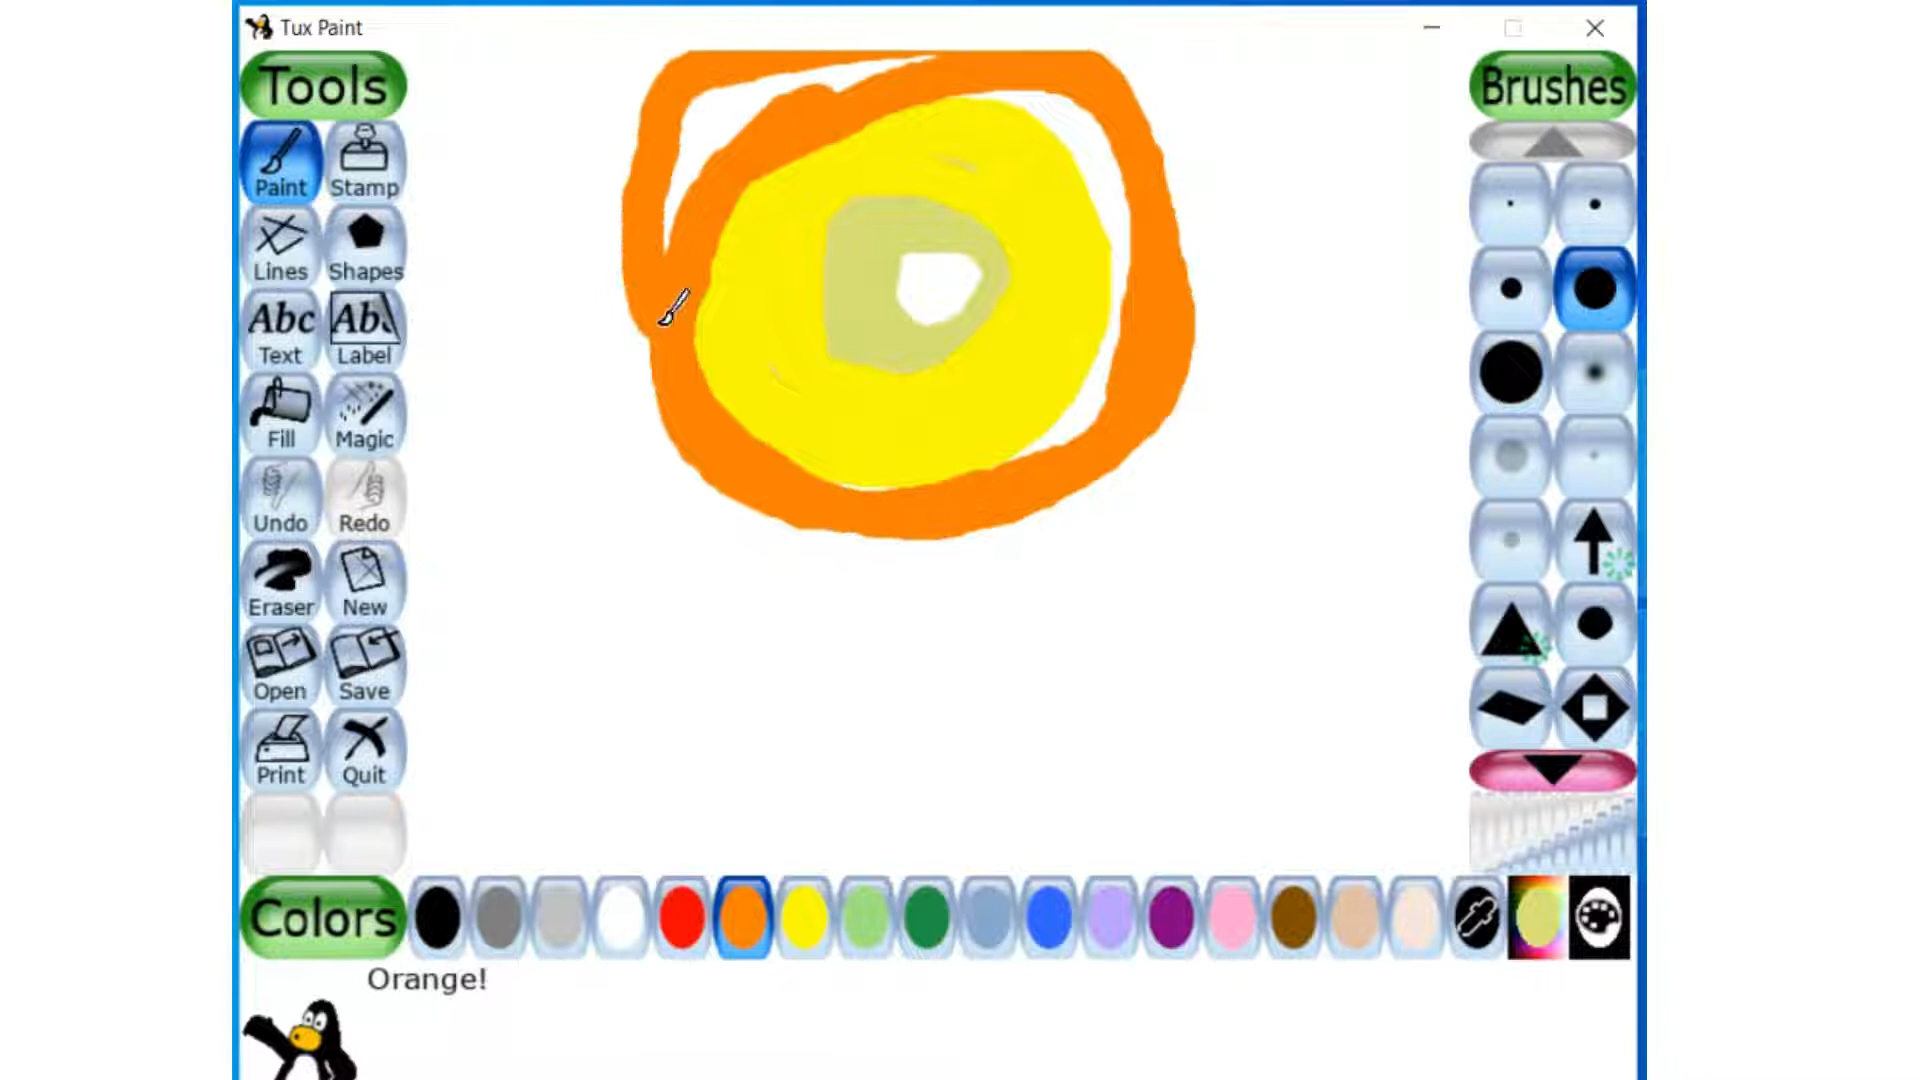 Tux Paint
Tools
Brushes
Paint
Stamp
Lines
Shapes
Abc
Abc
Text
Label
Fill
Magic
Undo
Redo
Eraser
New
Open
Save
Print
Quit
Colors
Orange!